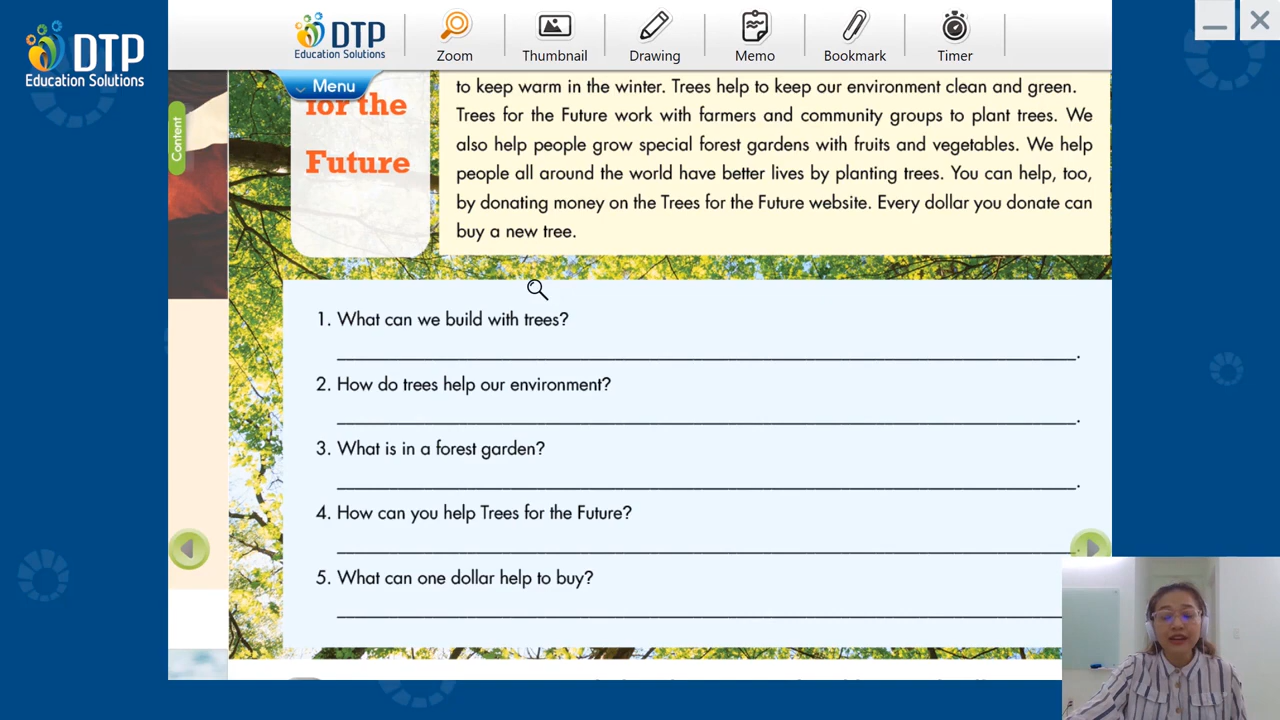 DTP
Education Solutions
DTP
Education Solutions
Zoom
Thumbnail
Drawing
Memo
Bookmark
Timer
Menu
Content
for the
Future
to keep warm in the winter. Trees help to keep our environment clean and green.
Trees for the Future work with farmers and community groups to plant trees. We
also help people grow special forest gardens with fruits and vegetables. We help
people all around the world have better lives by planting trees. You can help, too,
by donating money on the Trees for the Future website. Every dollar you donate can
buy a new tree.
1. What can we build with trees?
2. How do trees help our environment?
3. What is in a forest garden?
4. How can you help Trees for the Future?
5. What can one dollar help to buy?